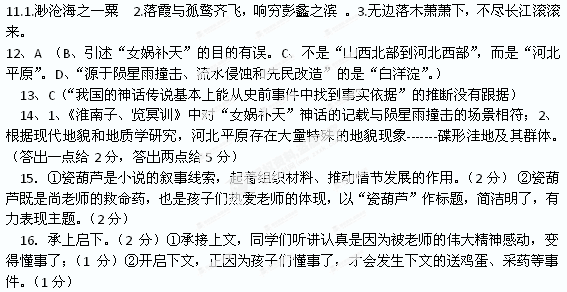 11.1.渺沧海之一粟　2.落霞与孤鹜齐飞，响穷彭蠡之滨 。3.无边落木萧萧下，不尽长江滚滚
来。
12、A （B、引述“女娲补天”的目的有误。C、不是“山西北部到河北西部”，而是“河北
平原”。D、“源于陨星雨撞击、流水侵蚀和先民改造”的是“白洋淀”。）
13、C（“我国的神话传说基本上能从史前事件中找到事实依据”的推断没有跟据）
14、1、《淮南子、览冥训》中对“女娲补天”神话的记载与陨星雨撞击的场景相符；2、
根据现代地貌和地质学研究，河北平原存在大量特殊的地貌现象------碟形洼地及其群体。
（答出一点给 2分，答出两点给5分）
15. ①瓷葫芦是小说的叙事线索，起着组织材料、推动情节发展的作用。（2分）②瓷葫
芦既是尚老师的救命药，也是孩子们热爱老师的体现，以“瓷葫芦”作标题，简洁明了，有
力表现主题。（2分）
16. 承上启下。（2 分）①承接上文，同学们听讲认真是因为被老师的伟大精神感动，变
得懂事了；（1 分）②开启下文，正因为孩子们懂事了，才会发生下文的送鸡蛋、采药等事
件。（1分）